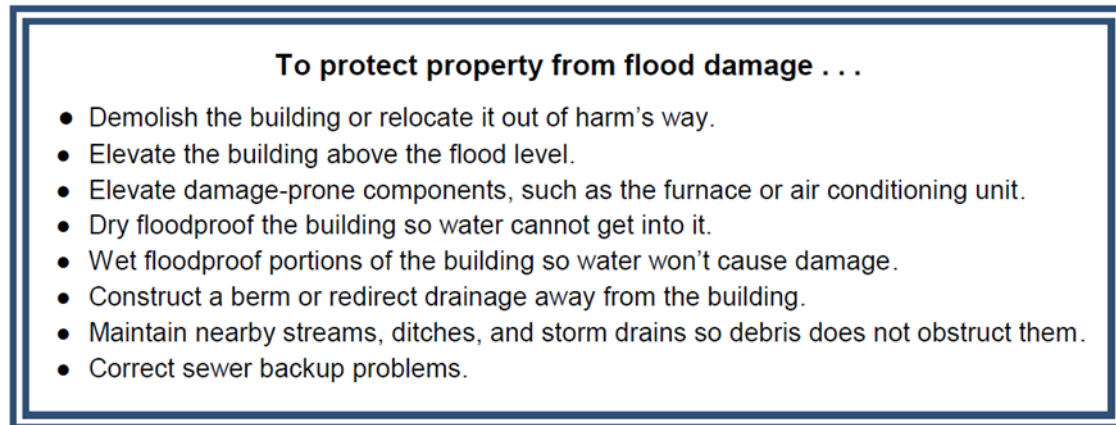 To protect property from flood damage . . .
● Demolish the building or relocate it out of harm's way.
● Elevate the building above the flood level.
● Elevate damage-prone components, such as the furnace or air conditioning unit.
● Dry floodproof the building so water cannot get into it.
● Wet floodproof portions of the building so water won't cause damage.
● Construct a berm or redirect drainage away from the building.
● Maintain nearby streams, ditches, and storm drains so debris does not obstruct them.
● Correct sewer backup problems.